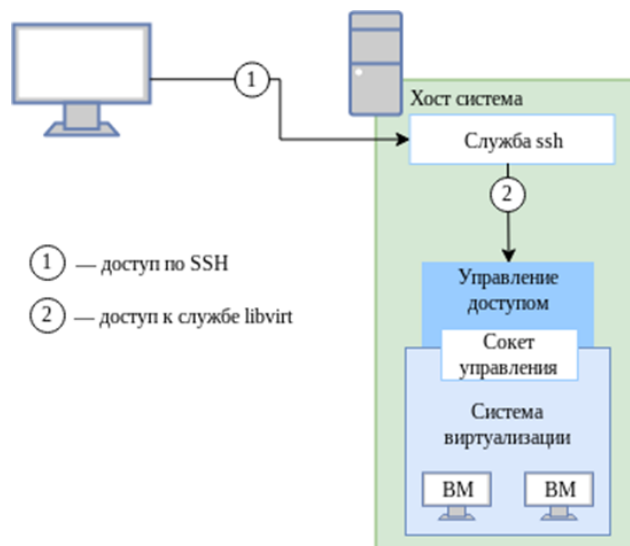 1
Хост система
Служба ssh
2
1 — доступ по SSH
2 — доступ к службе libvirt
Управление
доступом
Сокет
управления
Система
виртуализации
ВМ ВМ